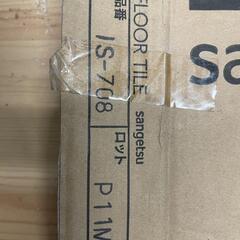 FLOOR TILE
sangetsu
品番
IS-708
ロット
P11M
sa